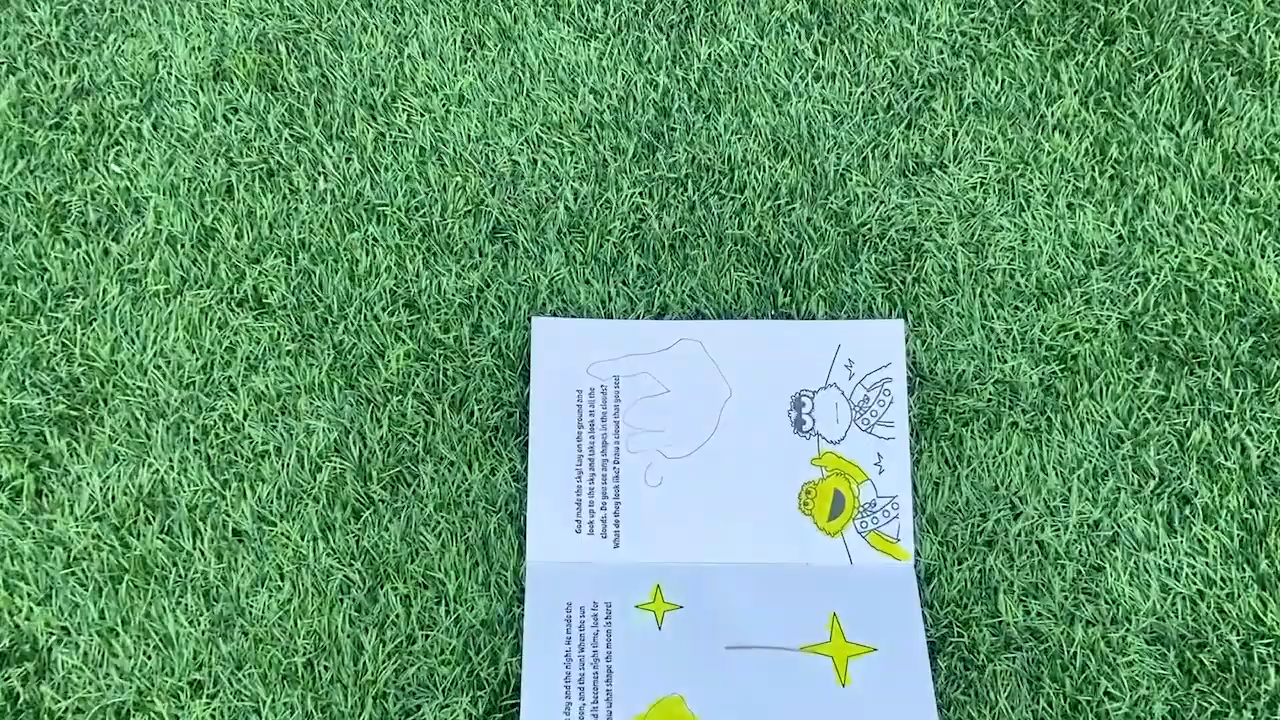 God made the sky! Lay on the ground and
look up to the sky and take a look at all the
clouds. Do you see any shapes in the clouds?
What do they look like? Draw a cloud that you see!
day and the night. He made the
and the sun! When the sun
it becomes night time, look for
what shape the moon is here!